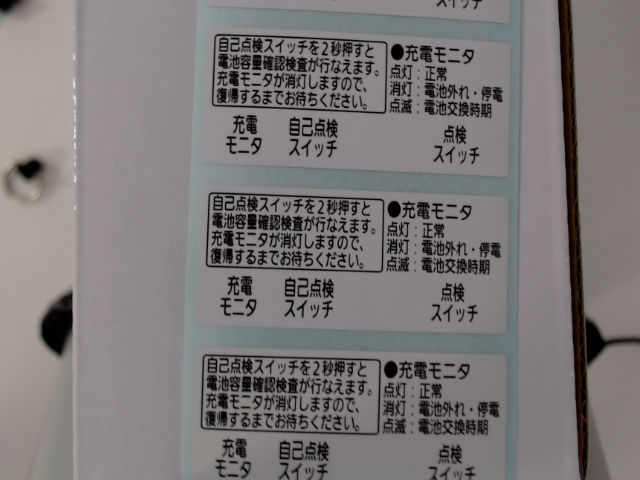 スイッチ
自己点検スイッチを2秒押すと
電池容量確認検査が行なえます。
充電モニタが消灯しますので、
復帰するまでお待ちください。
●充電モニタ
点灯：正常
消灯：電池外れ・停電
点滅：電池交換時期
充電 自己点検 点検
モニタ スイッチ スイッチ
自己点検スイッチを2秒押すと
電池容量確認検査が行なえます。
充電モニタが消灯しますので、
復帰するまでお待ちください。
●充電モニタ
点灯：正常
消灯：電池外れ・停電
点滅：電池交換時期
充電 自己点検 点検
モニタ スイッチ スイッチ
自己点検スイッチを2秒押すと
電池容量確認検査が行なえます。
充電モニタが消灯しますので、
復帰するまでお待ちください。
●充電モニタ
点灯：正常
消灯：電池外れ・停電
点滅：電池交換時期
充電 自己点検 点検
モニタ スイッチ スイッチ